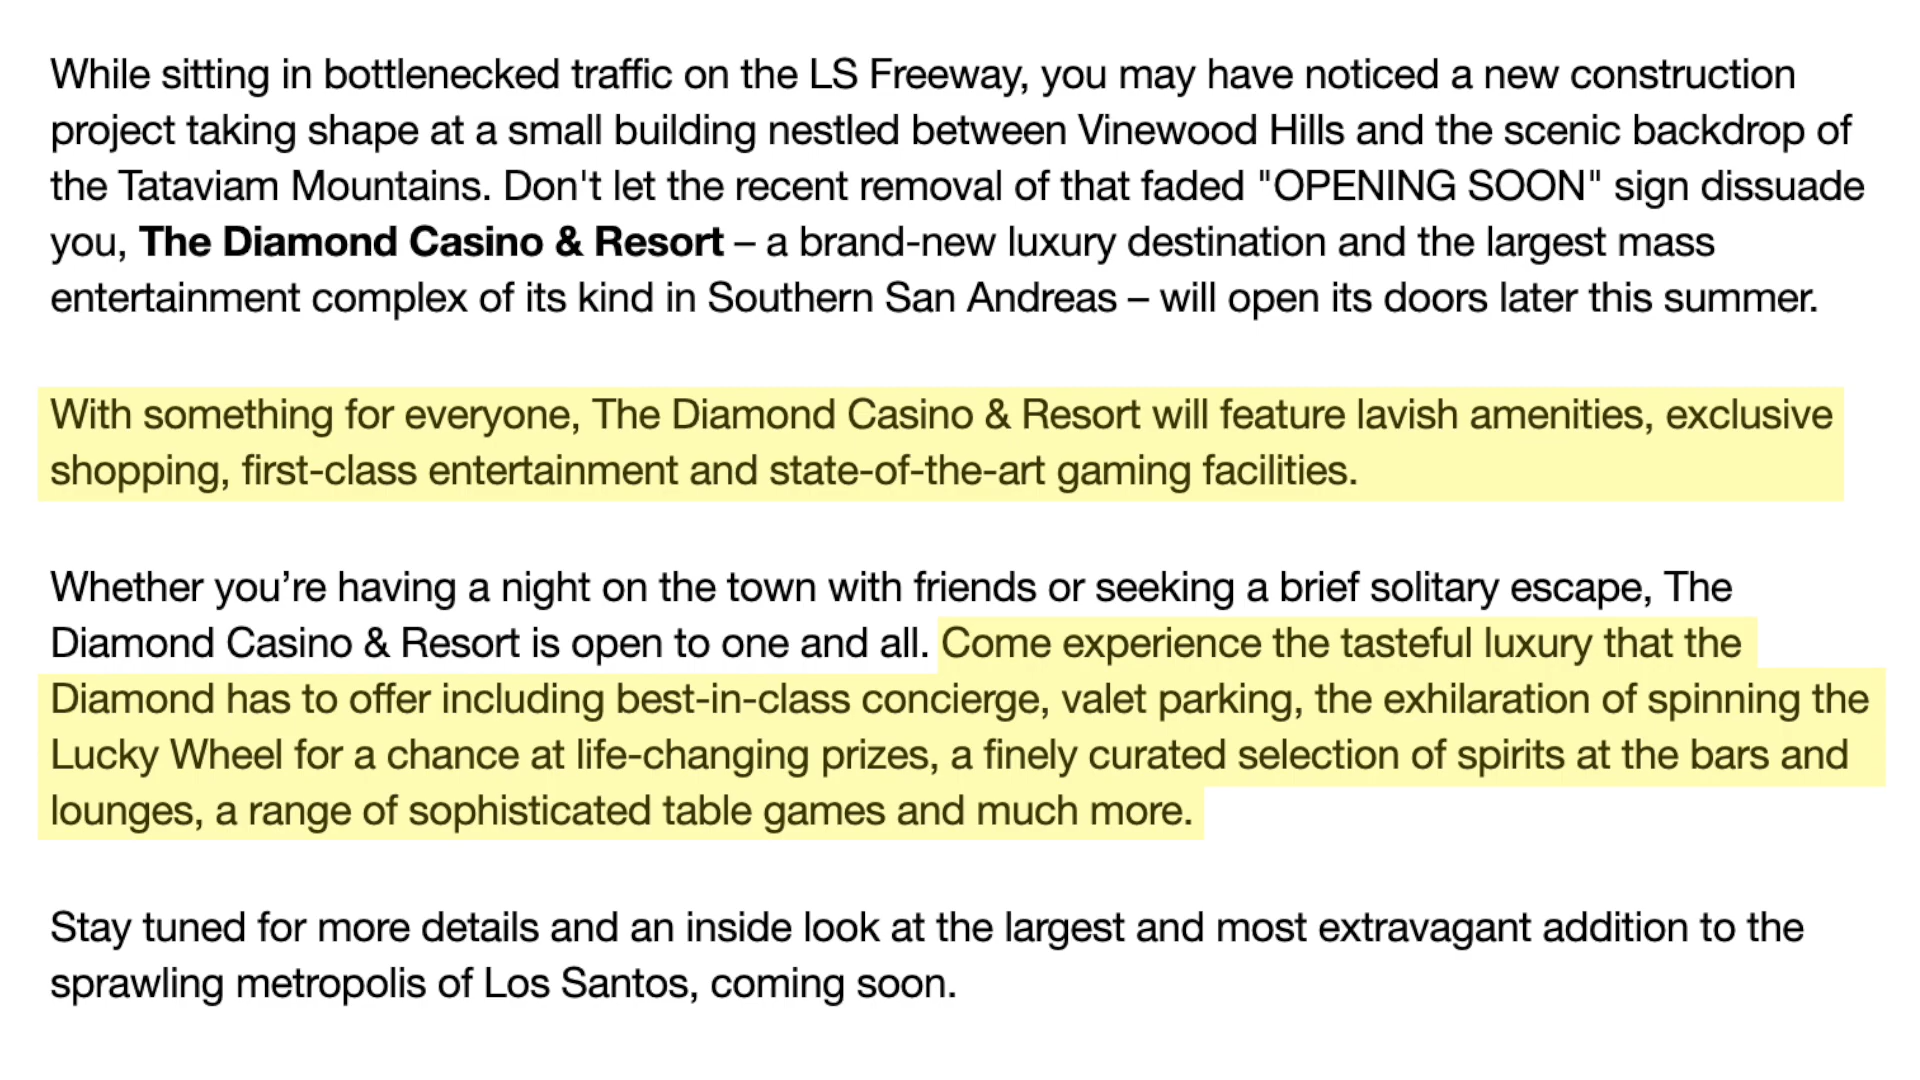 While sitting in bottlenecked traffic on the LS Freeway, you may have noticed a new construction
project taking shape at a small building nestled between Vinewood Hills and the scenic backdrop of
the Tataviam Mountains. Don't let the recent removal of that faded "OPENING SOON" sign dissuade
you, The Diamond Casino & Resort – a brand-new luxury destination and the largest mass
entertainment complex of its kind in Southern San Andreas – will open its doors later this summer.
With something for everyone, The Diamond Casino & Resort will feature lavish amenities, exclusive
shopping, first-class entertainment and state-of-the-art gaming facilities.
Whether you’re having a night on the town with friends or seeking a brief solitary escape, The
Diamond Casino & Resort is open to one and all. Come experience the tasteful luxury that the
Diamond has to offer including best-in-class concierge, valet parking, the exhilaration of spinning the
Lucky Wheel for a chance at life-changing prizes, a finely curated selection of spirits at the bars and
lounges, a range of sophisticated table games and much more.
Stay tuned for more details and an inside look at the largest and most extravagant addition to the
sprawling metropolis of Los Santos, coming soon.